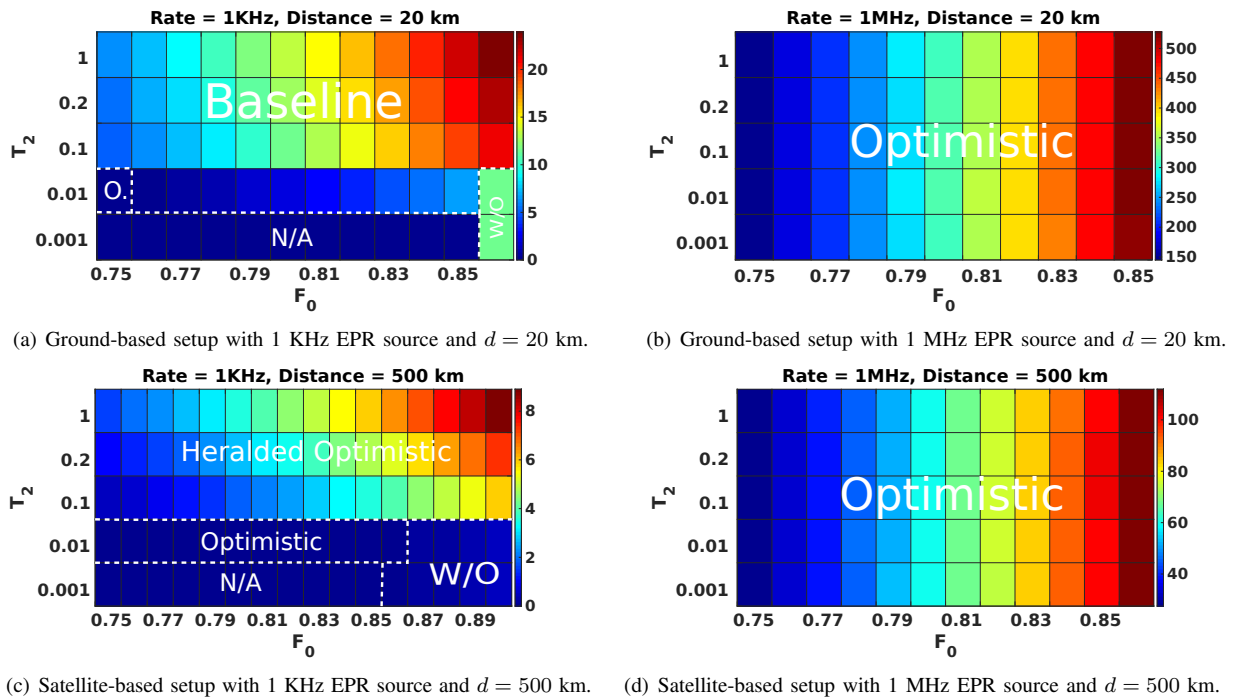 Rate = 1KHz, Distance = 20 km
T2
1
0.2
0.1
0.01
0.001
Baseline
O.
N/A
W/O
0.75 0.77 0.79 0.81 0.83 0.85
F0
20
15
10
5
0
(a) Ground-based setup with 1 KHz EPR source and d = 20 km.
Rate = 1MHz, Distance = 20 km
T2
1
0.2
0.1
0.01
0.001
Optimistic
0.75 0.77 0.79 0.81 0.83 0.85
F0
500
450
400
350
300
250
200
150
(b) Ground-based setup with 1 MHz EPR source and d = 20 km.
Rate = 1KHz, Distance = 500 km
T2
1
0.2
0.1
0.01
0.001
Heralded Optimistic
Optimistic
N/A
W/O
0.75 0.77 0.79 0.81 0.83 0.85 0.87 0.89
F0
8
6
4
2
0
(c) Satellite-based setup with 1 KHz EPR source and d = 500 km.
Rate = 1MHz, Distance = 500 km
T2
1
0.2
0.1
0.01
0.001
Optimistic
0.75 0.77 0.79 0.81 0.83 0.85
F0
100
80
60
40
(d) Satellite-based setup with 1 MHz EPR source and d = 500 km.